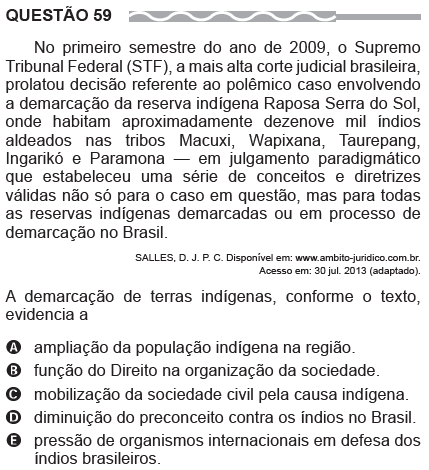 QUESTÃO 59
No primeiro semestre do ano de 2009, o Supremo
Tribunal Federal (STF), a mais alta corte judicial brasileira,
prolatou decisão referente ao polêmico caso envolvendo
a demarcação da reserva indígena Raposa Serra do Sol,
onde habitam aproximadamente dezenove mil índios
aldeados nas tribos Macuxi, Wapixana, Taurepang,
Ingarikó e Paramona — em julgamento paradigmático
que estabeleceu uma série de conceitos e diretrizes
válidas não só para o caso em questão, mas para todas
as reservas indígenas demarcadas ou em processo de
demarcação no Brasil.
SALLES, D. J. P. C. Disponível em: www.ambito-juridico.com.br.
Acesso em: 30 jul. 2013 (adaptado).
A demarcação de terras indígenas, conforme o texto,
evidencia a
A ampliação da população indígena na região.
B função do Direito na organização da sociedade.
C mobilização da sociedade civil pela causa indígena.
D diminuição do preconceito contra os índios no Brasil.
E pressão de organismos internacionais em defesa dos
índios brasileiros.